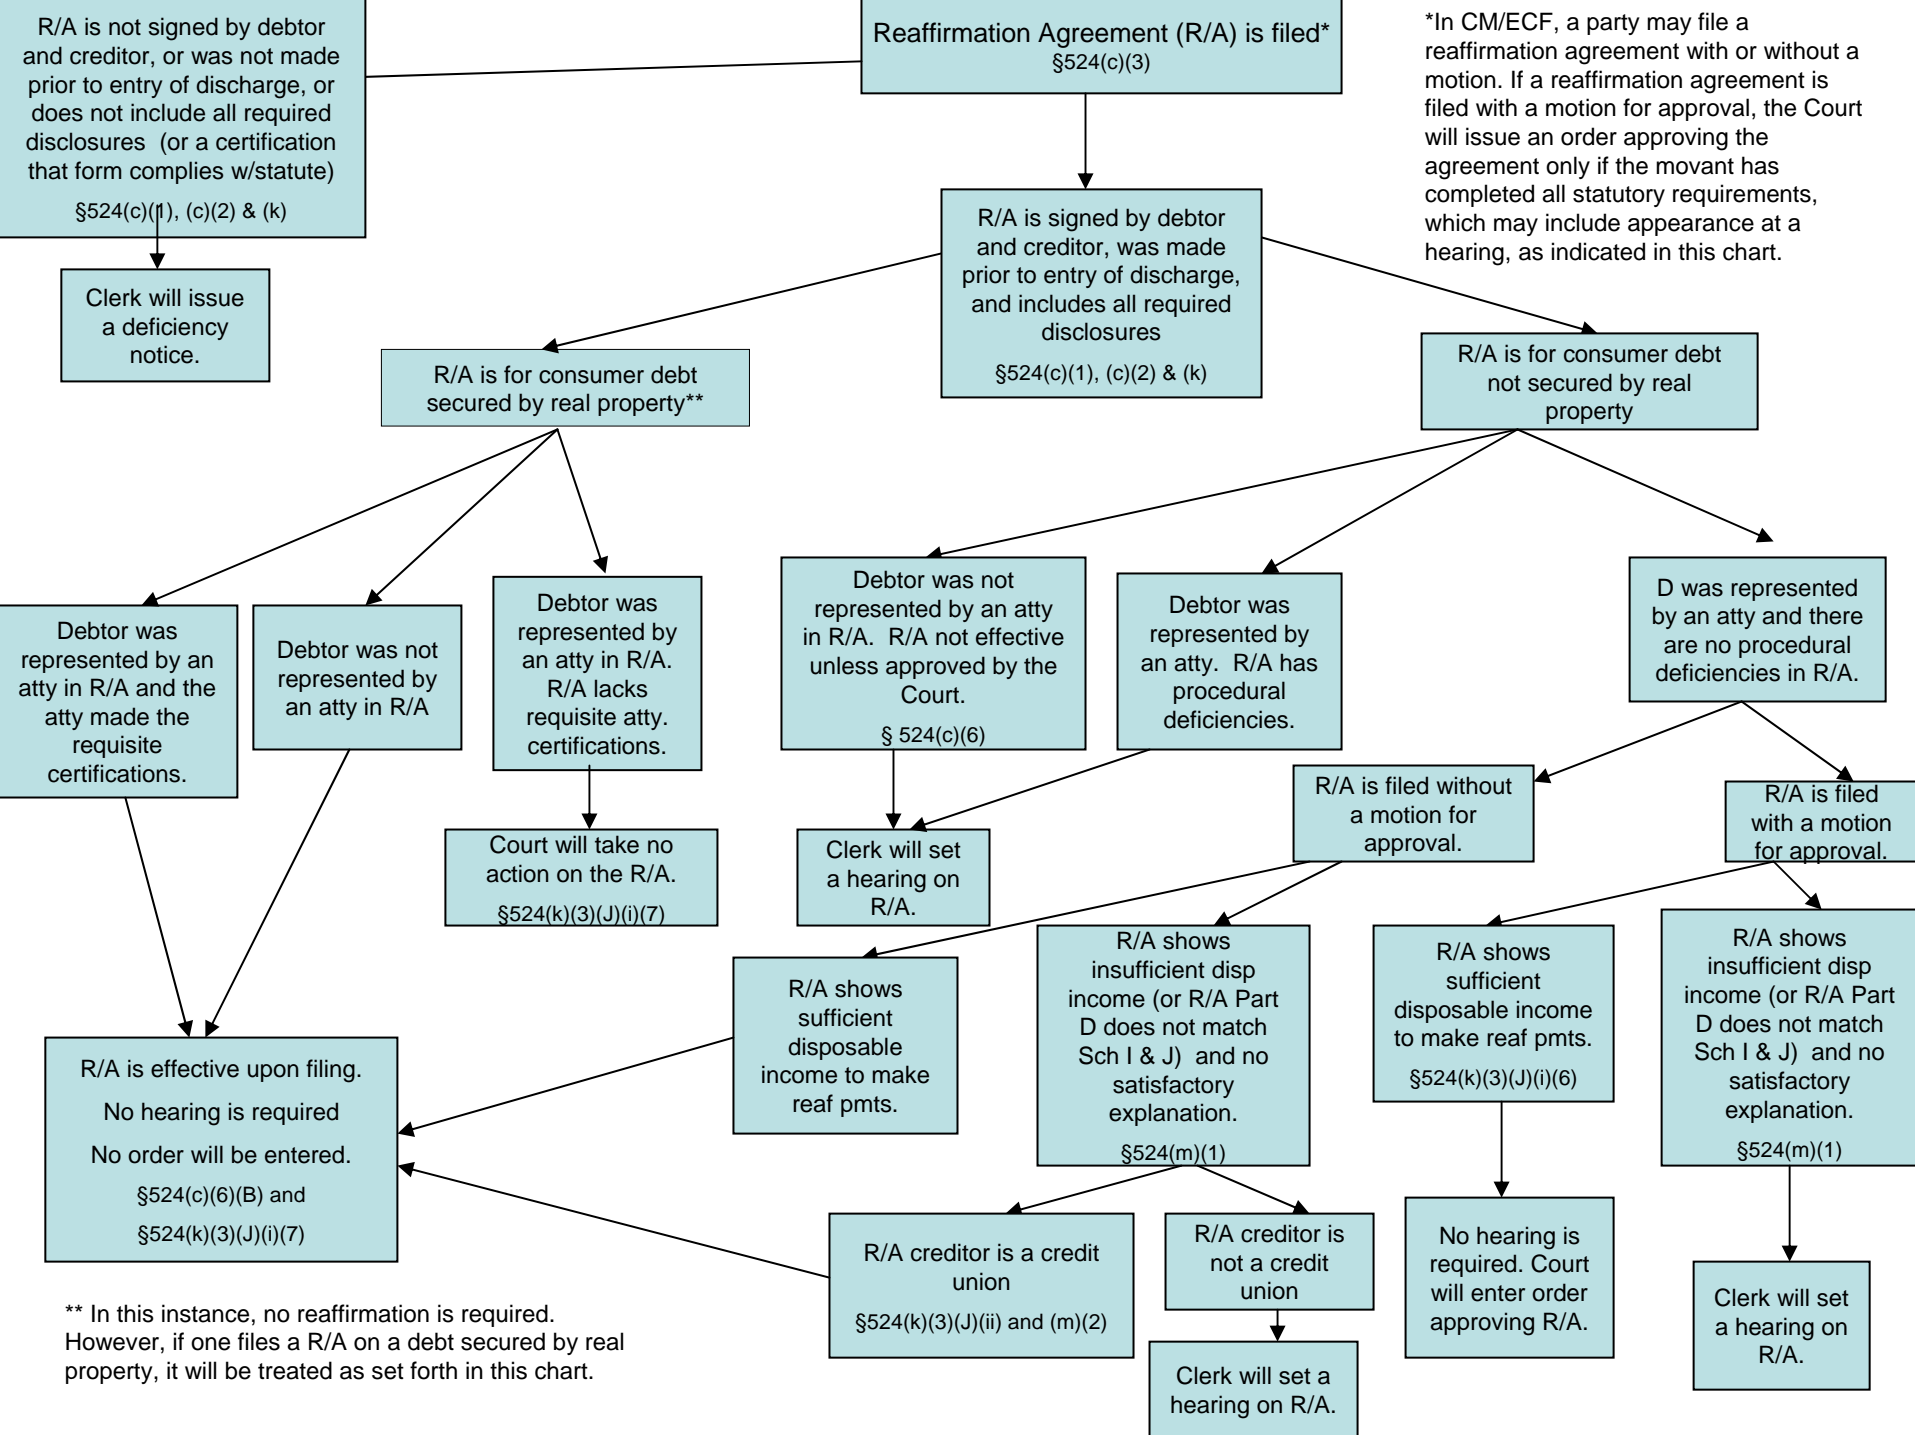 R/A is not signed by debtor
and creditor, or was not made
prior to entry of discharge, or
does not include all required
disclosures (or a certification
that form complies w/statute)
§524(c)(1), (c)(2) & (k)
Reaffirmation Agreement (R/A) is filed*
§524(c)(3)
*In CM/ECF, a party may file a
reaffirmation agreement with or without a
motion. If a reaffirmation agreement is
filed with a motion for approval, the Court
will issue an order approving the
agreement only if the movant has
completed all statutory requirements,
which may include appearance at a
hearing, as indicated in this chart.
Clerk will issue
a deficiency
notice.
R/A is signed by debtor
and creditor, was made
prior to entry of discharge,
and includes all required
disclosures
§524(c)(1), (c)(2) & (k)
R/A is for consumer debt
secured by real property**
R/A is for consumer debt
not secured by real
property
Debtor was
represented by an
atty in R/A and the
atty made the
requisite
certifications.
Debtor was not
represented by
an atty in R/A
Debtor was
represented by
an atty in R/A.
R/A lacks
requisite atty.
certifications.
Debtor was not
represented by an atty
in R/A. R/A not effective
unless approved by the
Court.
§ 524(c)(6)
Debtor was
represented by
an atty. R/A has
procedural
deficiencies.
D was represented
by an atty and there
are no procedural
deficiencies in R/A.
Court will take no
action on the R/A.
§524(k)(3)(J)(i)(7)
Clerk will set
a hearing on
R/A.
R/A is filed without
a motion for
approval.
R/A is filed
with a motion
for approval.
R/A shows
sufficient
disposable
income to make
reaf pmts.
R/A shows
insufficient disp
income (or R/A Part
D does not match
Sch I & J) and no
satisfactory
explanation.
§524(m)(1)
R/A shows
sufficient
disposable income
to make reaf pmts.
§524(k)(3)(J)(i)(6)
R/A shows
insufficient disp
income (or R/A Part
D does not match
Sch I & J) and no
satisfactory
explanation.
§524(m)(1)
R/A is effective upon filing.
No hearing is required
No order will be entered.
§524(c)(6)(B) and
§524(k)(3)(J)(i)(7)
R/A creditor is a credit
union
§524(k)(3)(J)(ii) and (m)(2)
R/A creditor is
not a credit
union
No hearing is
required. Court
will enter order
approving R/A.
Clerk will set
a hearing on
R/A.
Clerk will set a
hearing on R/A.
** In this instance, no reaffirmation is required.
However, if one files a R/A on a debt secured by real
property, it will be treated as set forth in this chart.